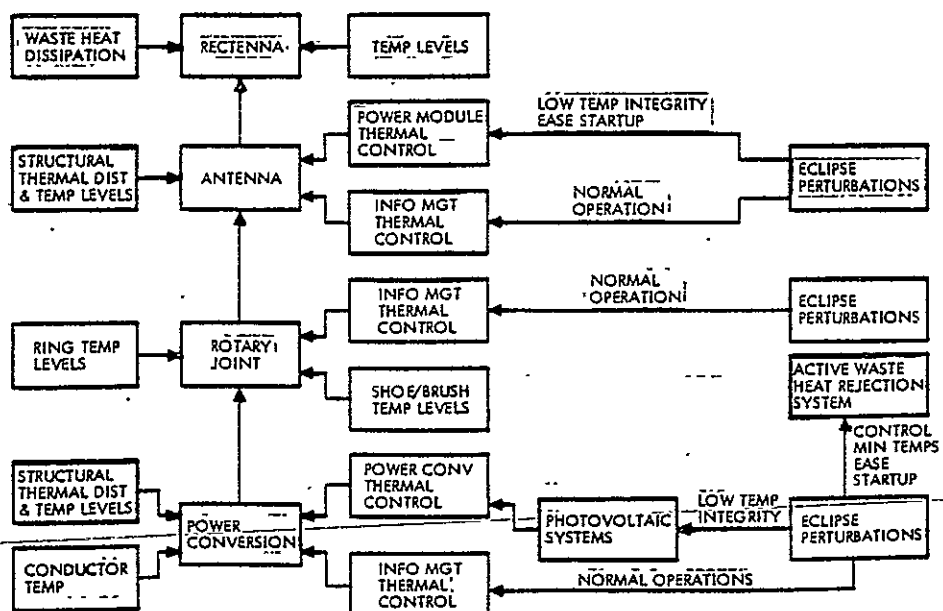 WASTE HEAT
DISSIPATION
RECTENNA
TEMP LEVELS
POWER MODULE
THERMAL
CONTROL
LOW TEMP INTEGRITY
EASE STARTUP
STRUCTURAL
THERMAL DIST
& TEMP LEVELS
ANTENNA
ECLIPSE
PERTURBATIONS
INFO MGT
THERMAL
CONTROL
NORMAL
OPERATION
INFO MGT
THERMAL
CONTROL
NORMAL
OPERATION
ECLIPSE
PERTURBATIONS
RING TEMP
LEVELS
ROTARY
JOINT
SHOE/BRUSH
TEMP LEVELS
ACTIVE WASTE
HEAT REJECTION
SYSTEM
CONTROL
MIN TEMPS
EASE
STARTUP
STRUCTURAL
THERMAL DIST
& TEMP LEVELS
POWER CONV
THERMAL
CONTROL
POWER
CONVERSION
PHOTOVOLTAIC
SYSTEMS
LOW TEMP
INTEGRITY
ECLIPSE
PERTURBATIONS
CONDUCTOR
TEMP
INFO MGT
THERMAL
CONTROL
NORMAL OPERATIONS